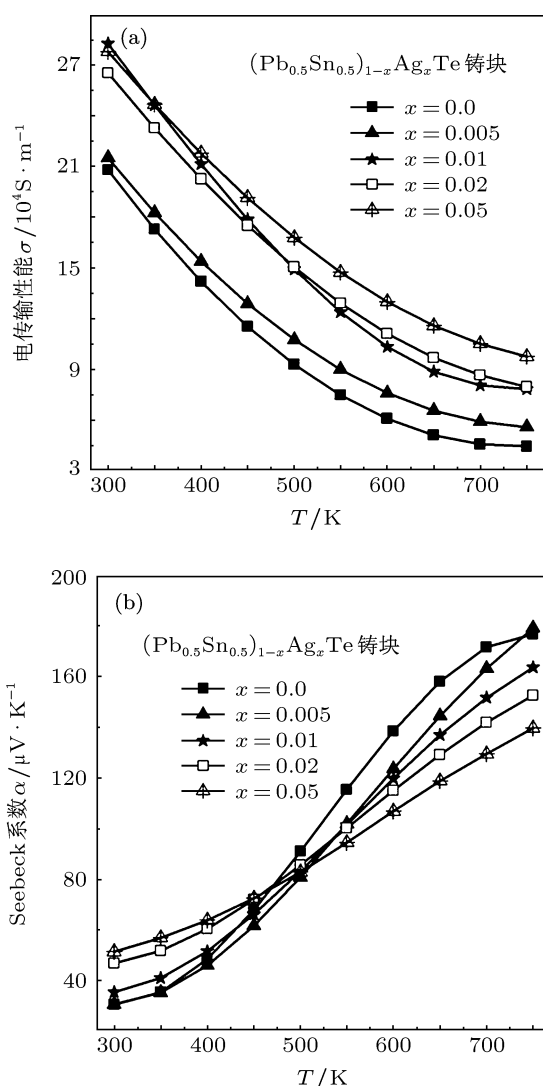 (a)
(Pb0.5Sn0.5)1−xAgxTe 铸块
x = 0.0
x = 0.005
x = 0.01
x = 0.02
x = 0.05
电传输性能 σ/10⁴S · m⁻¹
27
21
15
9
3
300 400 500 600 700
T/K
(b)
(Pb0.5Sn0.5)1−xAgxTe 铸块
x = 0.0
x = 0.005
x = 0.01
x = 0.02
x = 0.05
Seebeck 系数 α/μV · K⁻¹
200
160
120
80
40
300 400 500 600 700
T/K